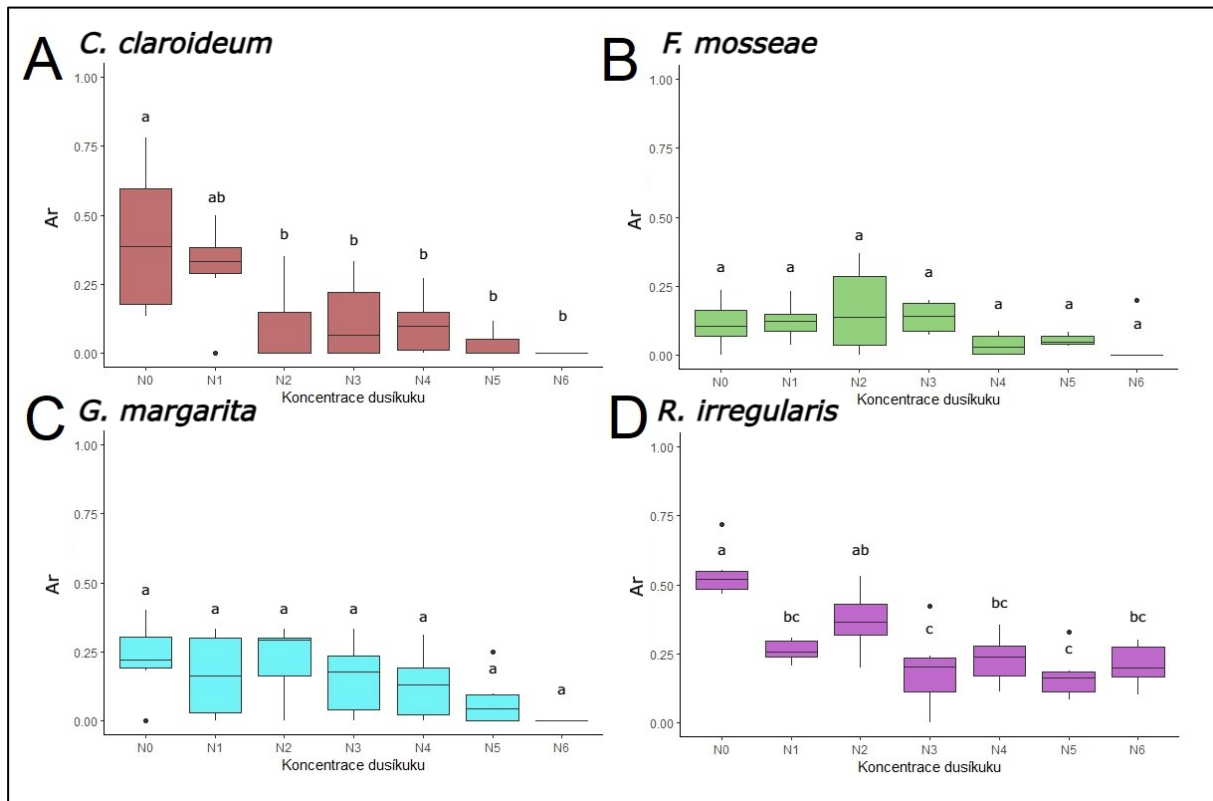 A C. claroideum
1.00
0.75
0.50
0.25
0.00
Ar
a
ab
b
b
b
b
b
N0 N1 N2 N3 N4 N5 N6
Koncentrace dusíkuku
B F. mosseae
1.00
0.75
0.50
0.25
0.00
Ar
a
a
a
a
a
a
a
N0 N1 N2 N3 N4 N5 N6
Koncentrace dusíkuku
C G. margarita
1.00
0.75
0.50
0.25
0.00
Ar
a
a
a
a
a
a
a
N0 N1 N2 N3 N4 N5 N6
Koncentrace dusíkuku
D R. irregularis
1.00
0.75
0.50
0.25
0.00
Ar
a
bc
ab
c
bc
c
bc
N0 N1 N2 N3 N4 N5 N6
Koncentrace dusíkuku